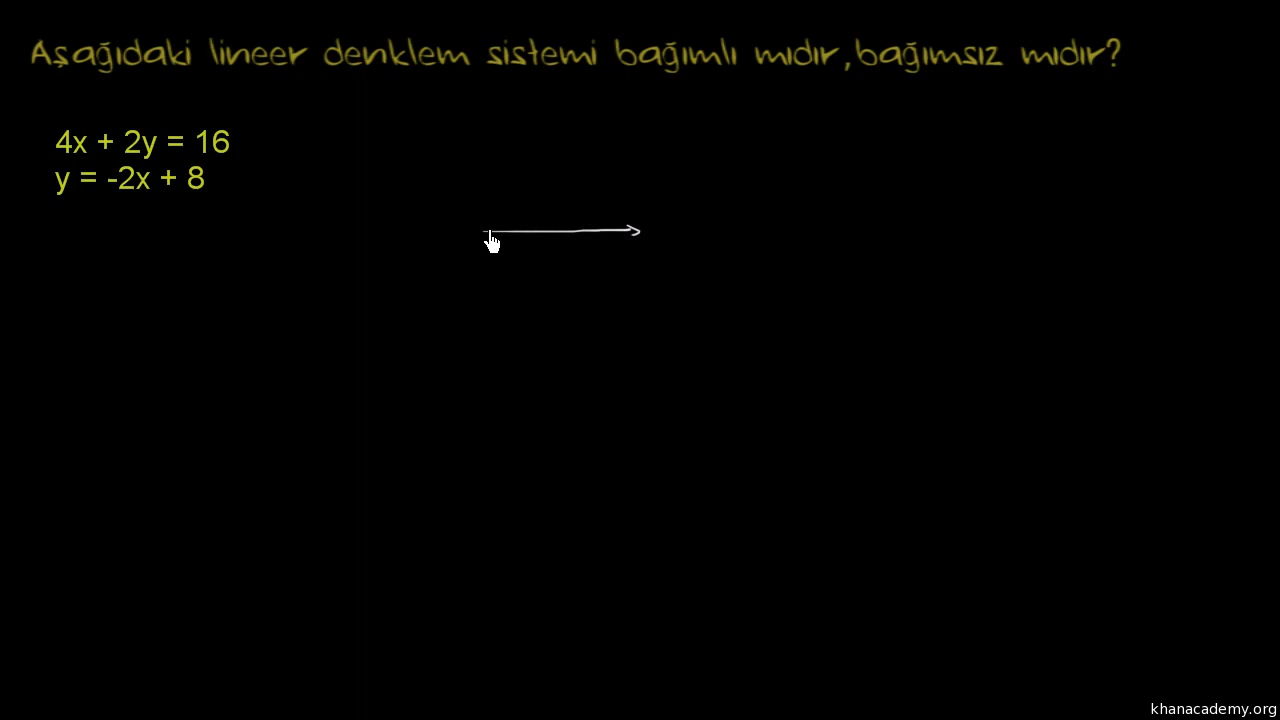 Aşağıdaki lineer denklem sistemi bağımlı mıdır, bağımsız mıdır?
4x + 2y = 16
y = -2x + 8
khanacademy.org